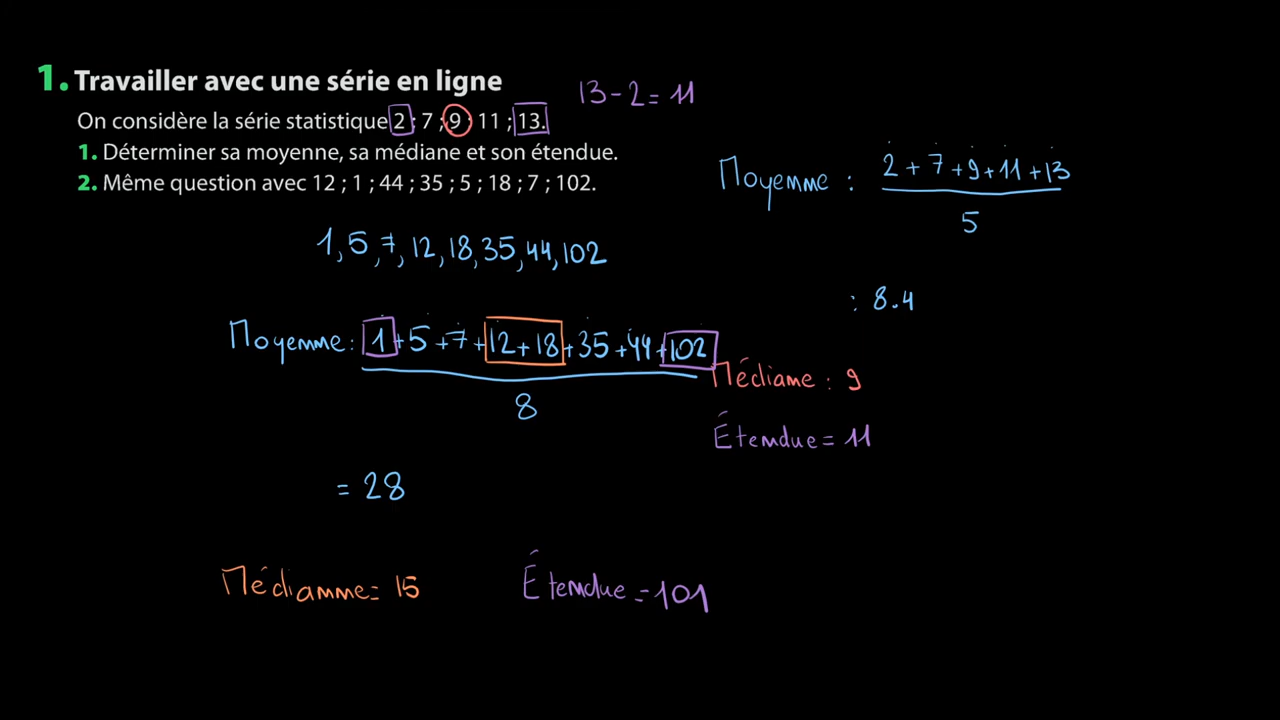 1. Travailler avec une série en ligne
13 - 2 = 11
On considère la série statistique 2 ; 7 ; 9 ; 11 ; 13.
1. Déterminer sa moyenne, sa médiane et son étendue.
2. Même question avec 12 ; 1 ; 44 ; 35 ; 5 ; 18 ; 7 ; 102.
Moyenne : 2 + 7 + 9 + 11 + 13
5
: 8.4
1, 5, 7, 12, 18, 35, 44, 102
Moyenne : 1 + 5 + 7 + 12 + 18 + 35 + 44 + 102
8
= 28
Médiane : 9
Étendue = 11
Médianne = 15
Étendue = 101